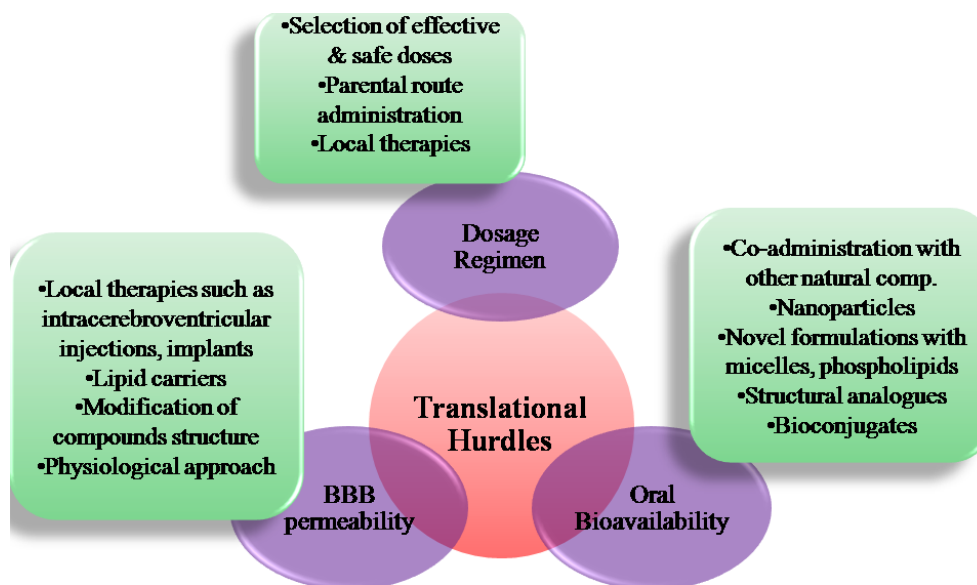 •Selection of effective
& safe doses
•Parental route
administration
•Local therapies
Dosage
Regimen
•Local therapies such as
intracerebroventricular
injections, implants
•Lipid carriers
•Modification of
compounds structure
•Physiological approach
•Co-administration with
other natural comp.
•Nanoparticles
•Novel formulations with
micelles, phospholipids
•Structural analogues
•Bioconjugates
Translational
Hurdles
BBB
permeability
Oral
Bioavailability